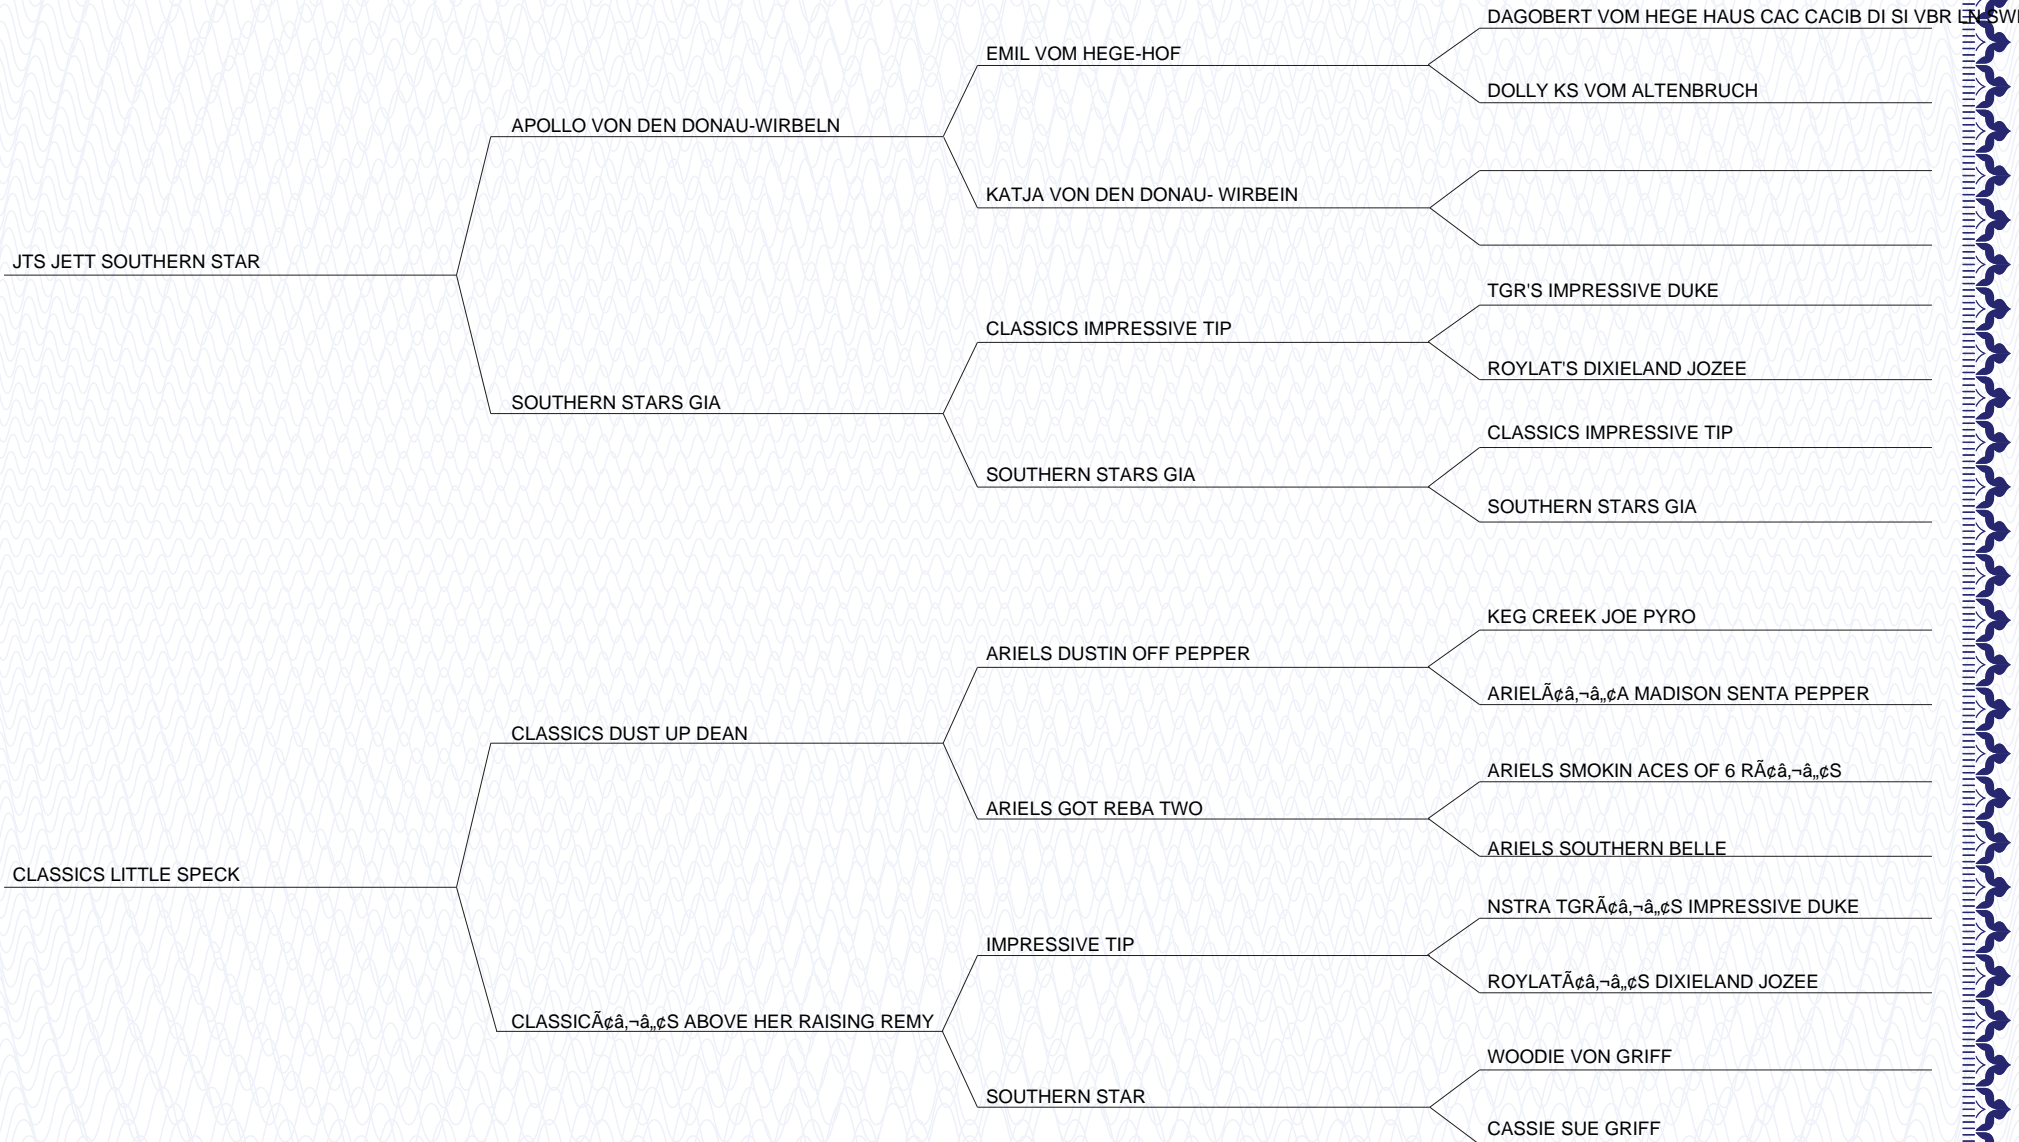 DAGOBERT VOM HEGE HAUS CAC CACIB DI SI VBR LN SW
EMIL VOM HEGE-HOF
DOLLY KS VOM ALTENBRUCH
APOLLO VON DEN DONAU-WIRBELN
KATJA VON DEN DONAU- WIRBEIN
JTS JETT SOUTHERN STAR
TGR'S IMPRESSIVE DUKE
CLASSICS IMPRESSIVE TIP
ROYLAT'S DIXIELAND JOZEE
SOUTHERN STARS GIA
CLASSICS IMPRESSIVE TIP
SOUTHERN STARS GIA
SOUTHERN STARS GIA
KEG CREEK JOE PYRO
ARIELS DUSTIN OFF PEPPER
ARIELÃ¢â‚¬â„¢A MADISON SENTA PEPPER
CLASSICS DUST UP DEAN
ARIELS SMOKIN ACES OF 6 RÃ¢â‚¬â„¢S
ARIELS GOT REBA TWO
ARIELS SOUTHERN BELLE
CLASSICS LITTLE SPECK
NSTRA TGRÃ¢â‚¬â„¢S IMPRESSIVE DUKE
IMPRESSIVE TIP
ROYLATÃ¢â‚¬â„¢S DIXIELAND JOZEE
CLASSICÃ¢â‚¬â„¢S ABOVE HER RAISING REMY
WOODIE VON GRIFF
SOUTHERN STAR
CASSIE SUE GRIFF